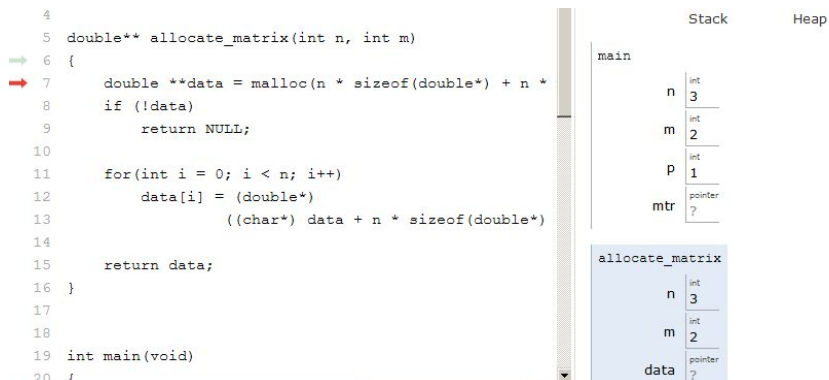 4
5 double** allocate_matrix(int n, int m)
6 {
7 double **data = malloc(n * sizeof(double*) + n *
8 if (!data)
9 return NULL;
10
11 for(int i = 0; i < n; i++)
12 data[i] = (double*)
13 ((char*) data + n * sizeof(double*)
14
15 return data;
16 }
17
18
19 int main(void)
20 {
Stack Heap
main
int
n 3
int
m 2
int
p 1
pointer
mtr ?
allocate_matrix
int
n 3
int
m 2
pointer
data ?